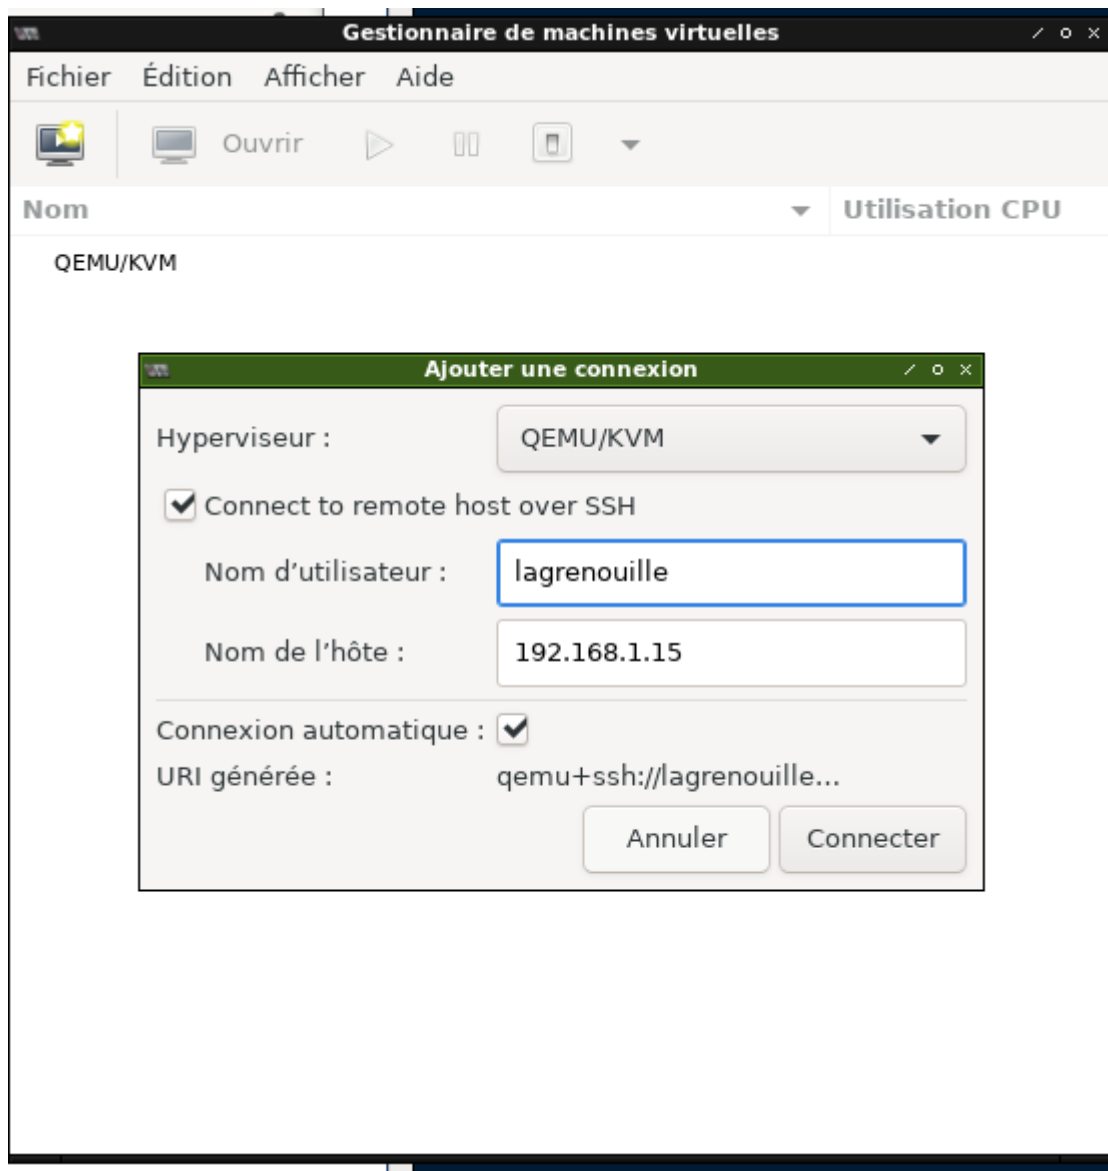 Gestionnaire de machines virtuelles
Fichier Édition Afficher Aide
Ouvrir
Nom Utilisation CPU
QEMU/KVM
Ajouter une connexion
Hyperviseur : QEMU/KVM
Connect to remote host over SSH
Nom d’utilisateur : lagrenouille
Nom de l’hôte : 192.168.1.15
Connexion automatique :
URI générée : qemu+ssh://lagrenouille...
Annuler Connecter